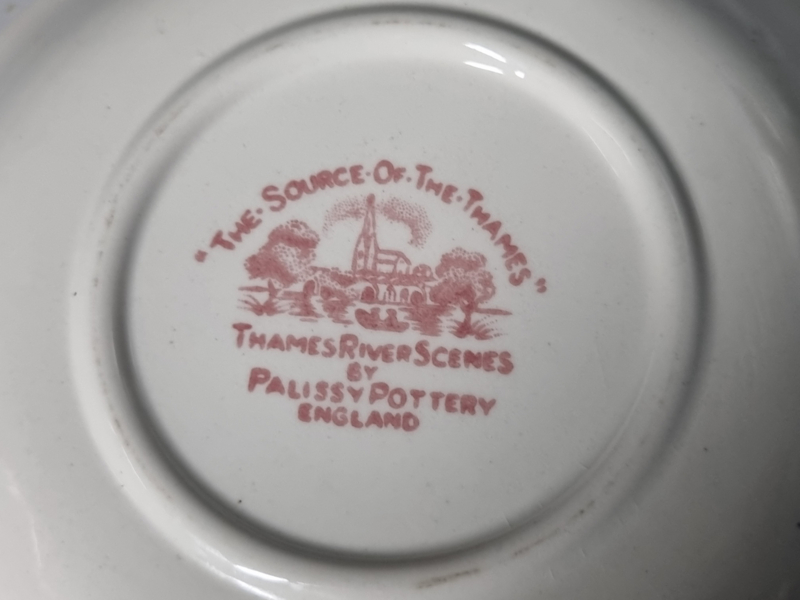 "THE·SOURCE·OF·THE·THAMES"
THAMES RIVER SCENES
BY
PALISSY POTTERY
ENGLAND